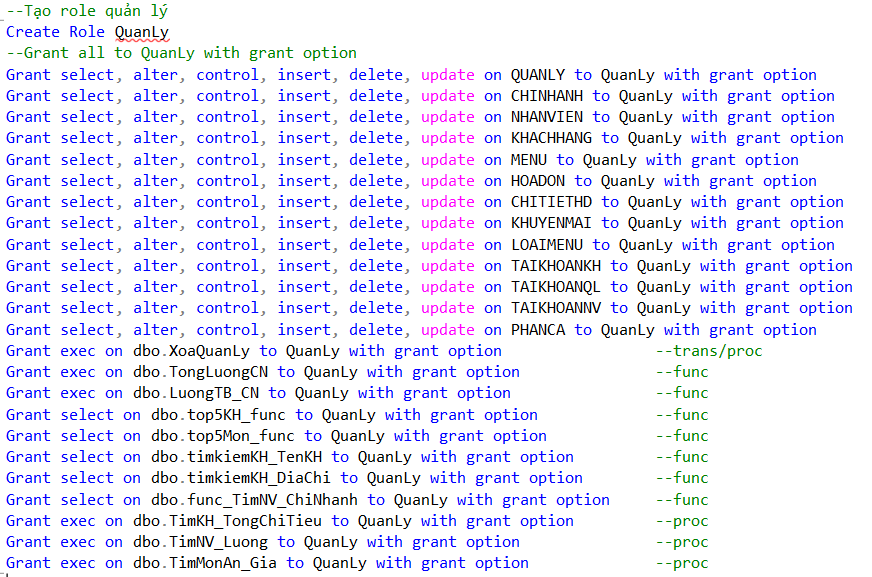 --Tạo role quản lý
Create Role QuanLy
--Grant all to QuanLy with grant option
Grant select, alter, control, insert, delete, update on QUANLY to QuanLy with grant option
Grant select, alter, control, insert, delete, update on CHINHANH to QuanLy with grant option
Grant select, alter, control, insert, delete, update on NHANVIEN to QuanLy with grant option
Grant select, alter, control, insert, delete, update on KHACHHANG to QuanLy with grant option
Grant select, alter, control, insert, delete, update on MENU to QuanLy with grant option
Grant select, alter, control, insert, delete, update on HOADON to QuanLy with grant option
Grant select, alter, control, insert, delete, update on CHITIETHD to QuanLy with grant option
Grant select, alter, control, insert, delete, update on KHUYENMAI to QuanLy with grant option
Grant select, alter, control, insert, delete, update on LOAIMENU to QuanLy with grant option
Grant select, alter, control, insert, delete, update on TAIKHOANKH to QuanLy with grant option
Grant select, alter, control, insert, delete, update on TAIKHOANQL to QuanLy with grant option
Grant select, alter, control, insert, delete, update on TAIKHOANNV to QuanLy with grant option
Grant select, alter, control, insert, delete, update on PHANCA to QuanLy with grant option
Grant exec on dbo.XoaQuanLy to QuanLy with grant option --trans/proc
Grant exec on dbo.TongLuongCN to QuanLy with grant option --func
Grant exec on dbo.LuongTB_CN to QuanLy with grant option --func
Grant select on dbo.top5KH_func to QuanLy with grant option --func
Grant select on dbo.top5Mon_func to QuanLy with grant option --func
Grant select on dbo.timkiemKH_TenKH to QuanLy with grant option --func
Grant select on dbo.timkiemKH_DiaChi to QuanLy with grant option --func
Grant select on dbo.func_TimNV_ChiNhanh to QuanLy with grant option --func
Grant exec on dbo.TimKH_TongChiTieu to QuanLy with grant option --proc
Grant exec on dbo.TimNV_Luong to QuanLy with grant option --proc
Grant exec on dbo.TimMonAn_Gia to QuanLy with grant option --proc